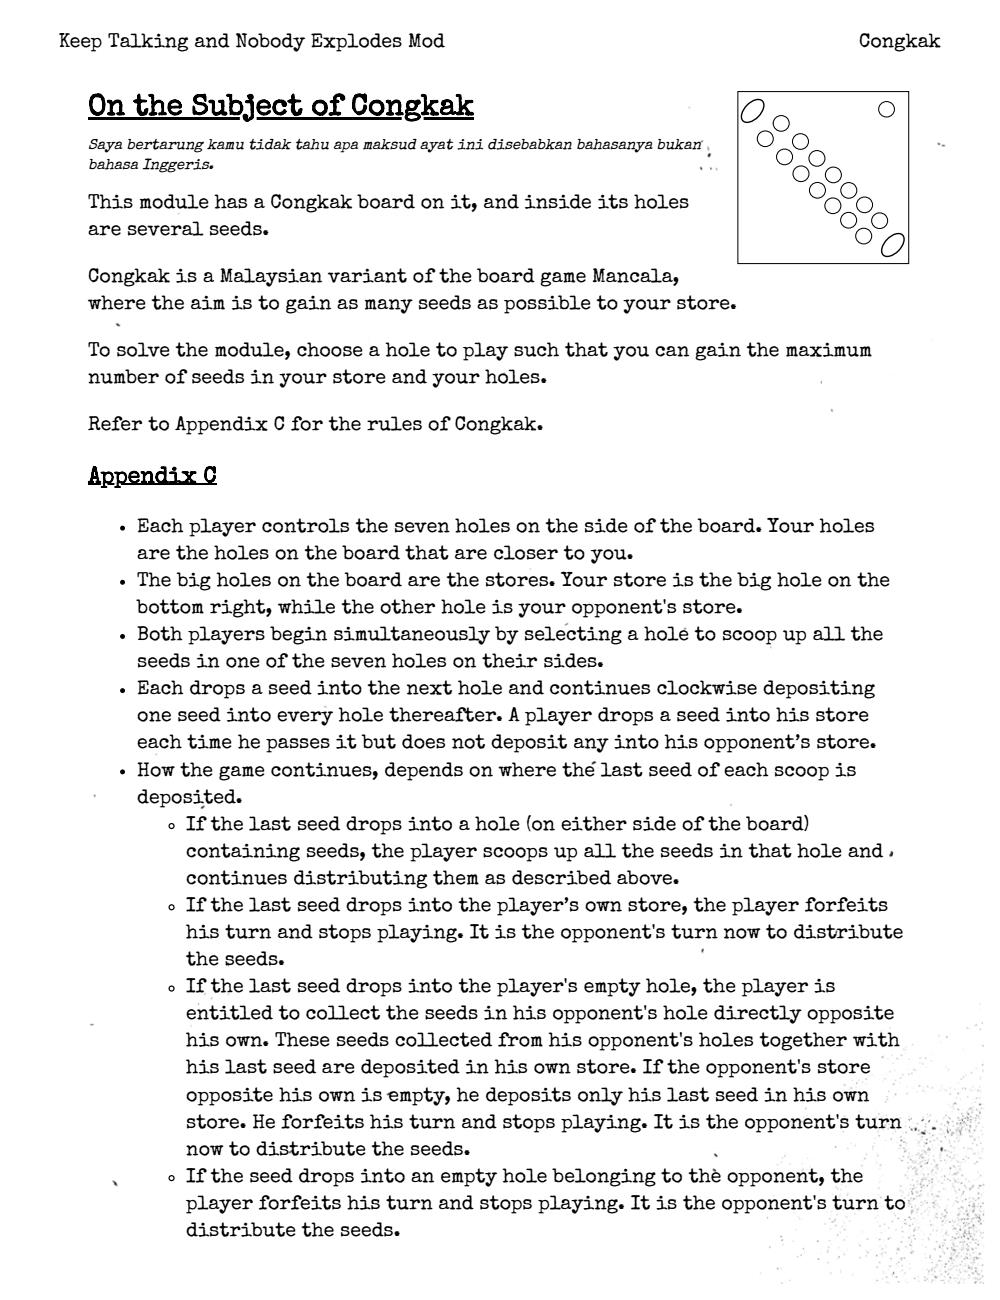 Keep Talking and Nobody Explodes Mod
Congkak
On the Subject of Congkak
Saya bertarung kamu tidak tahu apa maksud ayat ini disebabkan bahasanya bukan
bahasa Inggeris.
This module has a Congkak board on it, and inside its holes
are several seeds.
Congkak is a Malaysian variant of the board game Mancala,
where the aim is to gain as many seeds as possible to your store.
To solve the module, choose a hole to play such that you can gain the maximum
number of seeds in your store and your holes.
Refer to Appendix C for the rules of Congkak.
Appendix C
• Each player controls the seven holes on the side of the board. Your holes
are the holes on the board that are closer to you.
• The big holes on the board are the stores. Your store is the big hole on the
bottom right, while the other hole is your opponent's store.
• Both players begin simultaneously by selecting a hole to scoop up all the
seeds in one of the seven holes on their sides.
• Each drops a seed into the next hole and continues clockwise depositing
one seed into every hole thereafter. A player drops a seed into his store
each time he passes it but does not deposit any into his opponent’s store.
• How the game continues, depends on where the last seed of each scoop is
deposited.
◦ If the last seed drops into a hole (on either side of the board)
containing seeds, the player scoops up all the seeds in that hole and
continues distributing them as described above.
◦ If the last seed drops into the player’s own store, the player forfeits
his turn and stops playing. It is the opponent's turn now to distribute
the seeds.
◦ If the last seed drops into the player's empty hole, the player is
entitled to collect the seeds in his opponent's hole directly opposite
his own. These seeds collected from his opponent's holes together with
his last seed are deposited in his own store. If the opponent's store
opposite his own is empty, he deposits only his last seed in his own
store. He forfeits his turn and stops playing. It is the opponent's turn
now to distribute the seeds.
◦ If the seed drops into an empty hole belonging to the opponent, the
player forfeits his turn and stops playing. It is the opponent's turn to
distribute the seeds.